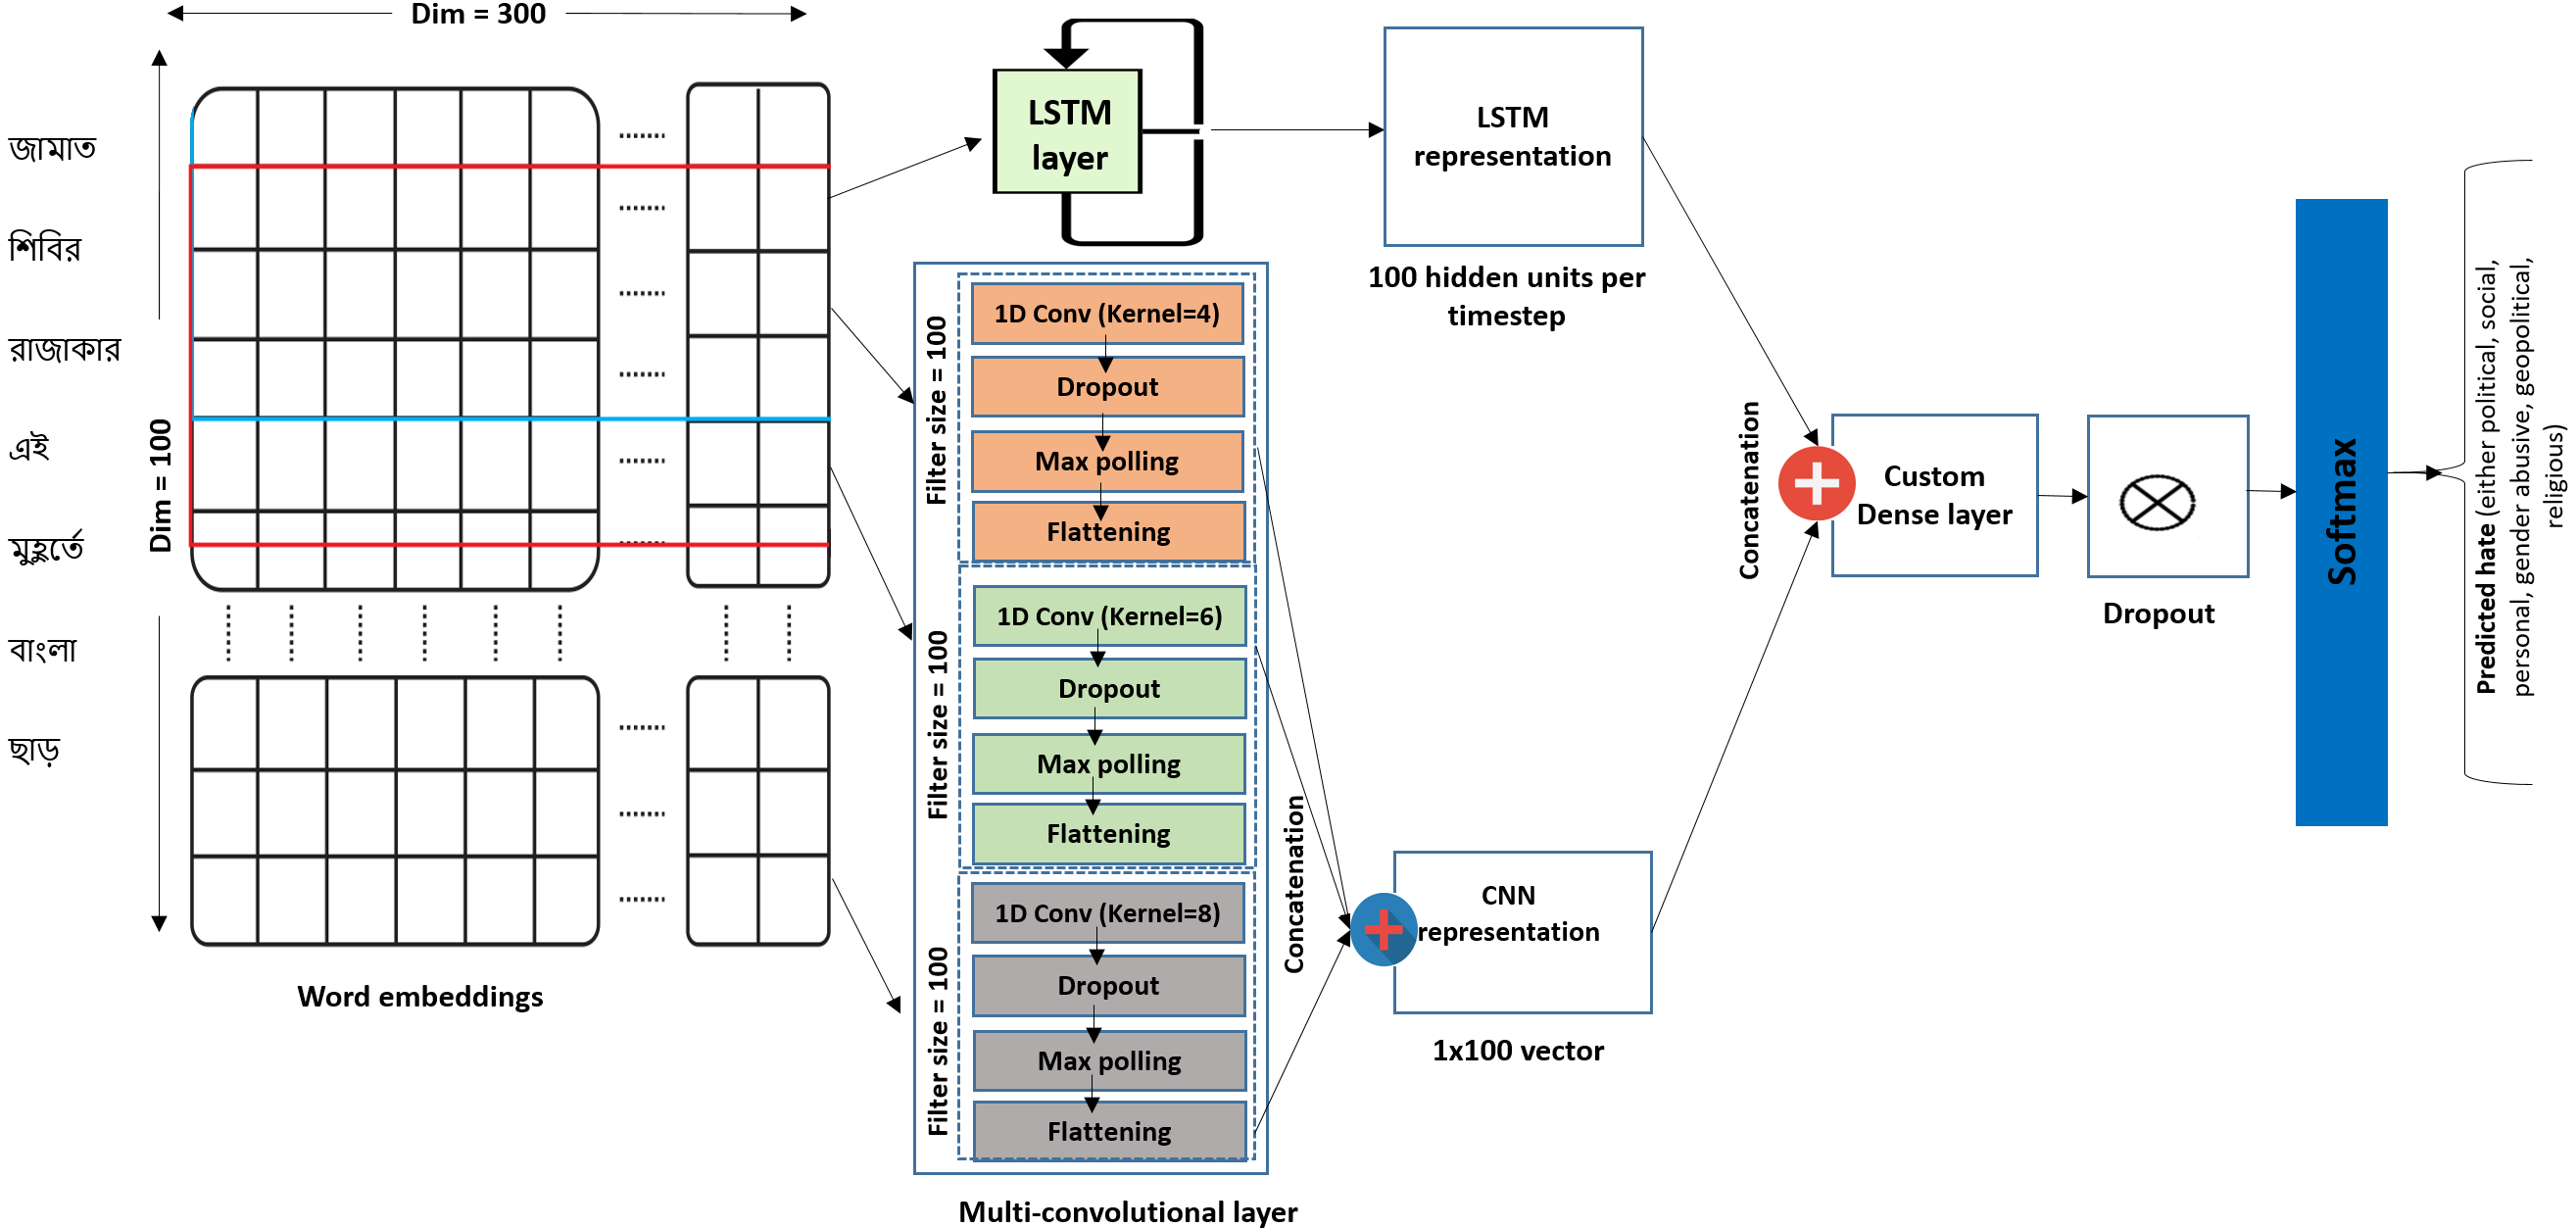 Dim = 300
Dim = 100
জামাত
শিবির
রাজাকার
এই
মুহূর্তে
বাংলা
ছাড়
Word embeddings
LSTM
layer
LSTM
representation
100 hidden units per
timestep
Filter size = 100
1D Conv (Kernel=4)
Dropout
Max polling
Flattening
Filter size = 100
1D Conv (Kernel=6)
Dropout
Max polling
Flattening
Filter size = 100
1D Conv (Kernel=8)
Dropout
Max polling
Flattening
Multi-convolutional layer
Concatenation
CNN
representation
1x100 vector
Concatenation
Custom
Dense layer
Dropout
Softmax
Predicted hate (either political, social,
personal, gender abusive, geopolitical,
religious)